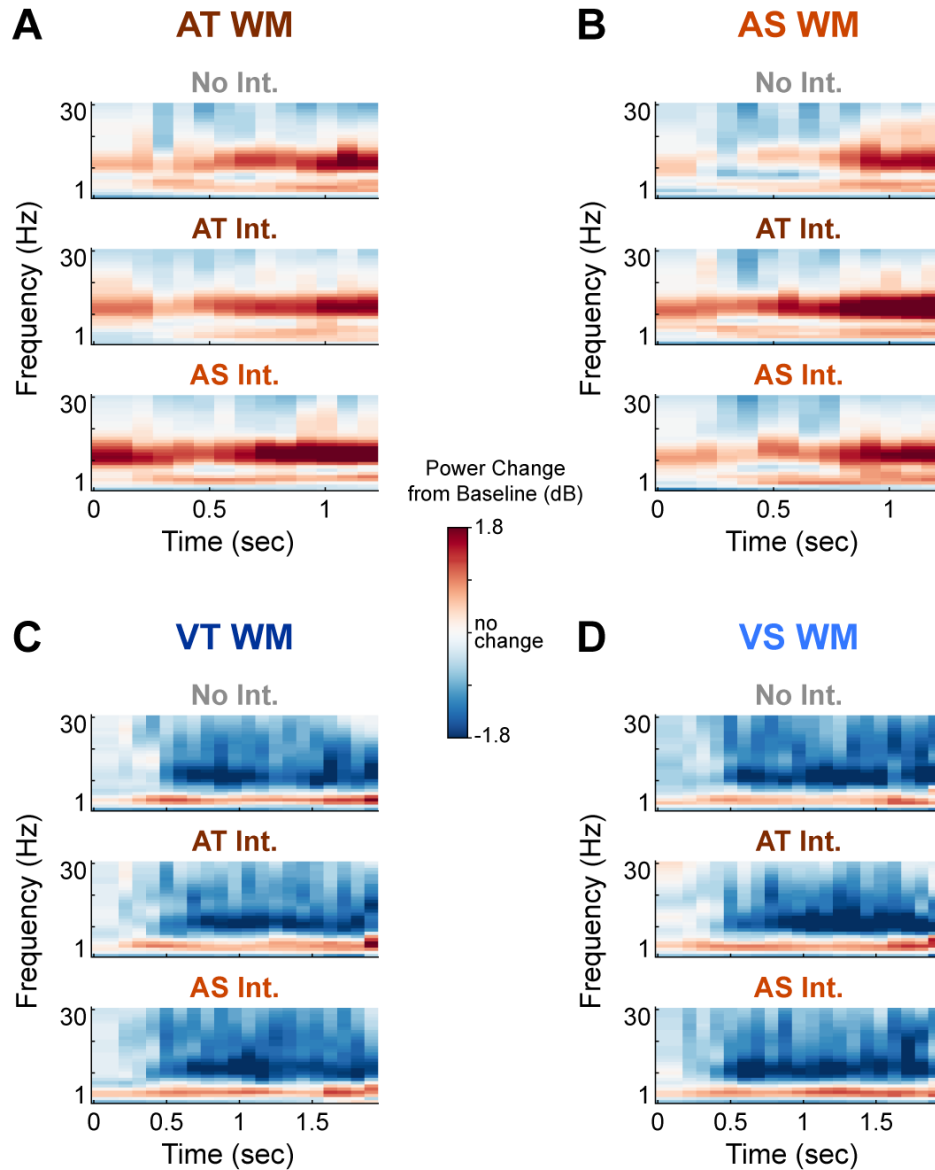 A
AT WM
No Int.
30
1
0
0.5
1
AT Int.
30
1
AS Int.
30
1
0
0.5
1
Time (sec)
Frequency (Hz)
B
AS WM
No Int.
30
1
AT Int.
30
1
AS Int.
30
1
0
0.5
1
Time (sec)
Frequency (Hz)
Power Change
from Baseline (dB)
1.8
no
change
-1.8
C
VT WM
No Int.
30
1
AT Int.
30
1
AS Int.
30
1
0
0.5
1
1.5
Time (sec)
Frequency (Hz)
D
VS WM
No Int.
30
1
AT Int.
30
1
AS Int.
30
1
0
0.5
1
1.5
Time (sec)
Frequency (Hz)